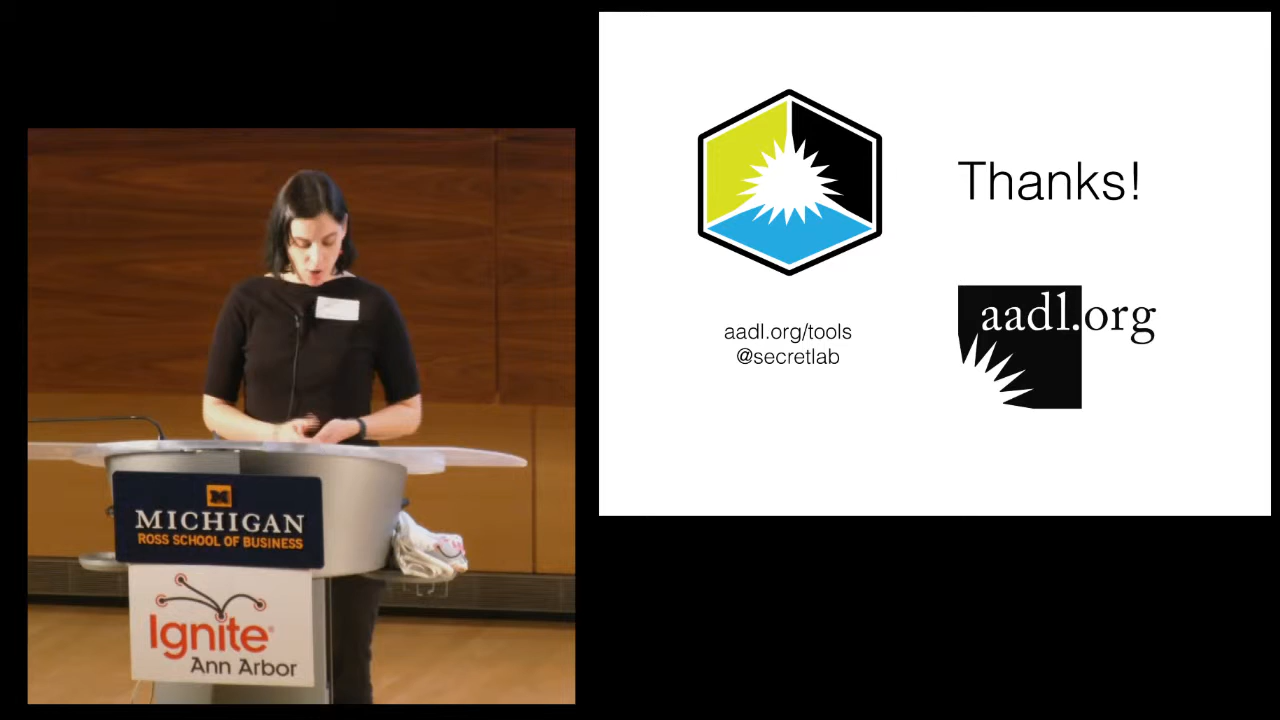 MICHIGAN
ROSS SCHOOL OF BUSINESS
Ignite
Ann Arbor
Thanks!
aadl.org
aadl.org/tools
@secretlab